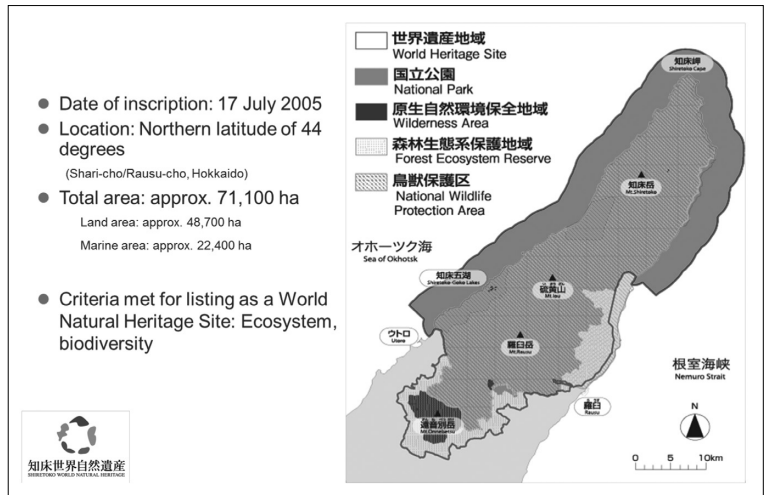 Date of inscription: 17 July 2005
Location: Northern latitude of 44
degrees
(Shari-cho/Rausu-cho, Hokkaido)
Total area: approx. 71,100 ha
Land area: approx. 48,700 ha
Marine area: approx. 22,400 ha
Criteria met for listing as a World
Natural Heritage Site: Ecosystem,
biodiversity
知床世界自然遺産
SHIRETOKO WORLD NATURAL HERITAGE
世界遺産地域
World Heritage Site
国立公園
National Park
原生自然環境保全地域
Wilderness Area
森林生態系保護地域
Forest Ecosystem Reserve
鳥獣保護区
National Wildlife
Protection Area
知床岬
Shiretoko Cape
知床岳
Mt.Shiretoko
オホーツク海
Sea of Okhotsk
知床五湖
Shiretoko-Goko Lakes
硫黄山
Mt.Iou
ウトロ
Utoro
羅臼岳
Mt.Rausu
根室海峡
Nemuro Strait
羅臼
Rausu
遠音別岳
Mt.Onnebetsu
N
0 5 10km